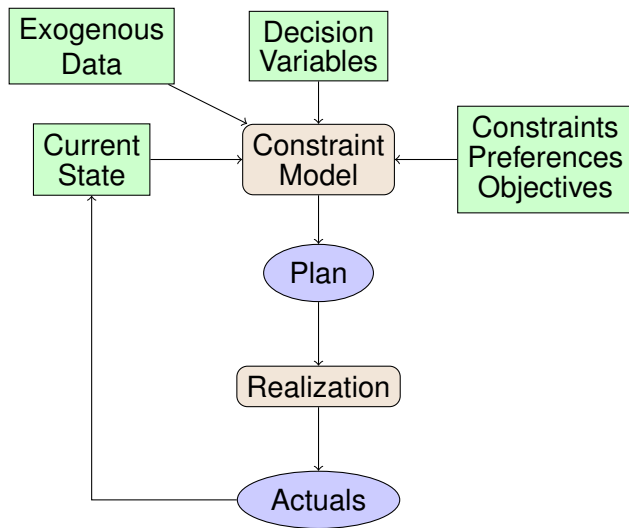 Exogenous
Data
Decision
Variables
Current
State
Constraint
Model
Constraints
Preferences
Objectives
Plan
Realization
Actuals